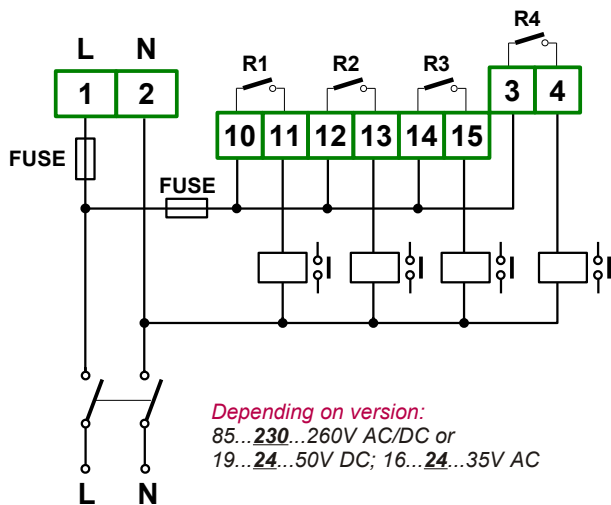 R4
L N
R1 R2 R3
1 2
3 4
10 11 12 13 14 15
FUSE
FUSE
Depending on version:
85...230...260V AC/DC or
19...24...50V DC; 16...24...35V AC
L N